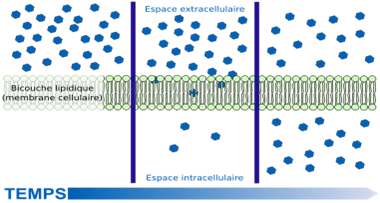 Espace extracellulaire
Bicouche lipidique
(membrane cellulaire)
Espace intracellulaire
TEMPS